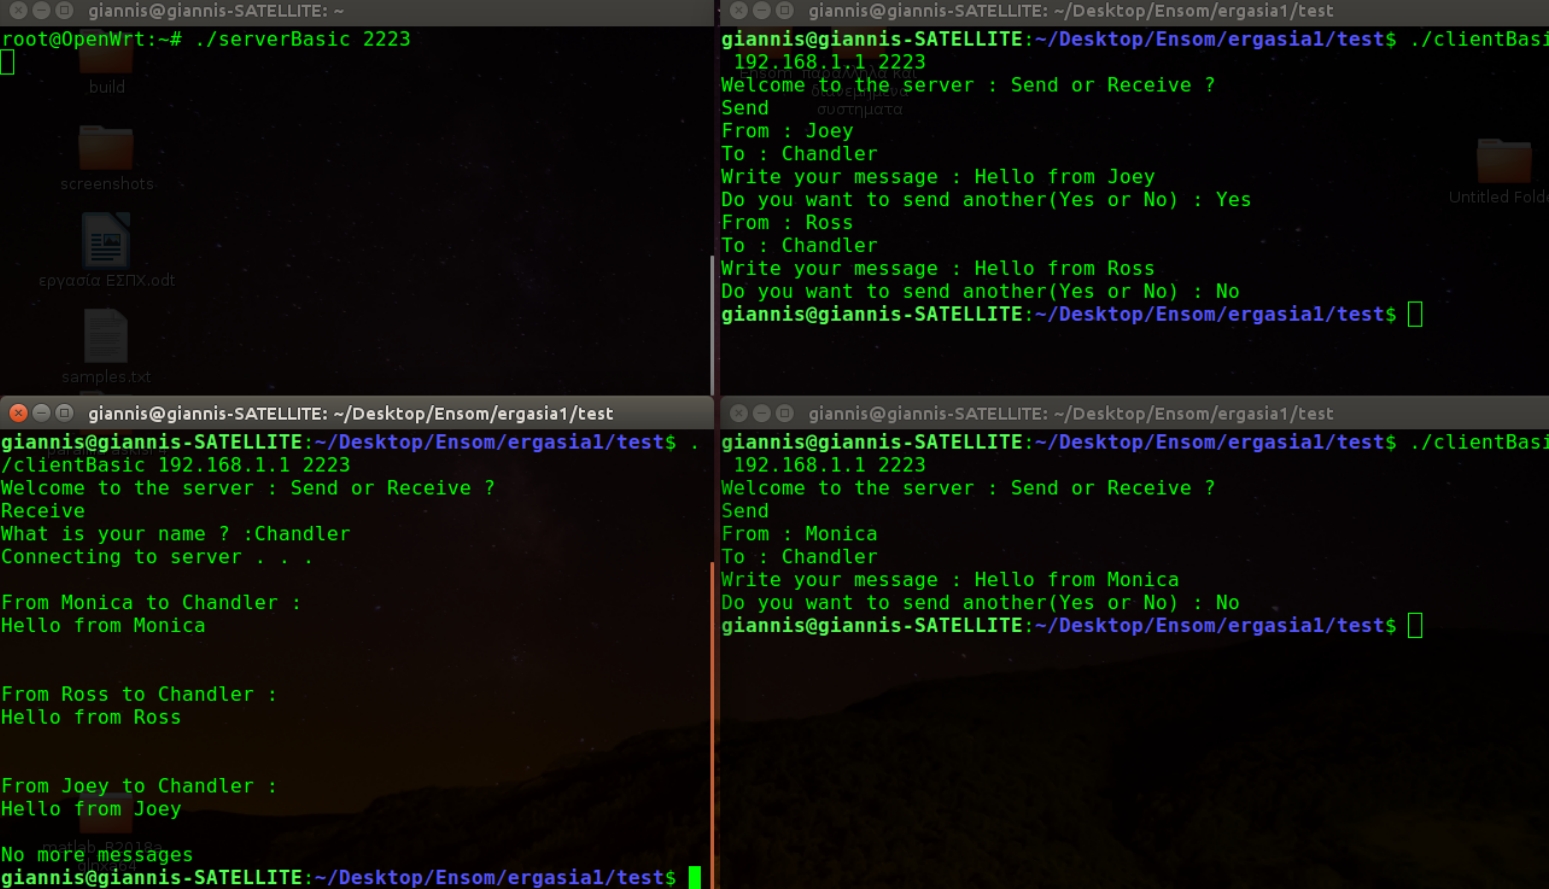 giannis@giannis-SATELLITE: ~
root@OpenWrt:~# ./serverBasic 2223
build
screenshots
εργασία ΕΣΠΧ.odt
samples.txt
giannis@giannis-SATELLITE: ~/Desktop/Ensom/ergasia1/test
giannis@giannis-SATELLITE:~/Desktop/Ensom/ergasia1/test$ ./clientBasi
192.168.1.1 2223
Welcome to the server : Send or Receive ?
Send
From : Joey
To : Chandler
Write your message : Hello from Joey
Do you want to send another(Yes or No) : Yes
From : Ross
To : Chandler
Write your message : Hello from Ross
Do you want to send another(Yes or No) : No
giannis@giannis-SATELLITE:~/Desktop/Ensom/ergasia1/test$
Ensom
παράλληλα και
διανεμημένα
συστηματα
Untitled Folde
giannis@giannis-SATELLITE: ~/Desktop/Ensom/ergasia1/test
giannis@giannis-SATELLITE:~/Desktop/Ensom/ergasia1/test$ .
/clientBasic 192.168.1.1 2223
Welcome to the server : Send or Receive ?
Receive
What is your name ? :Chandler
Connecting to server . . .
From Monica to Chandler :
Hello from Monica
From Ross to Chandler :
Hello from Ross
From Joey to Chandler :
Hello from Joey
No more messages
giannis@giannis-SATELLITE:~/Desktop/Ensom/ergasia1/test$
matlab_R2018a_
glnxa64
giannis@giannis-SATELLITE: ~/Desktop/Ensom/ergasia1/test
giannis@giannis-SATELLITE:~/Desktop/Ensom/ergasia1/test$ ./clientBasi
192.168.1.1 2223
Welcome to the server : Send or Receive ?
Send
From : Monica
To : Chandler
Write your message : Hello from Monica
Do you want to send another(Yes or No) : No
giannis@giannis-SATELLITE:~/Desktop/Ensom/ergasia1/test$